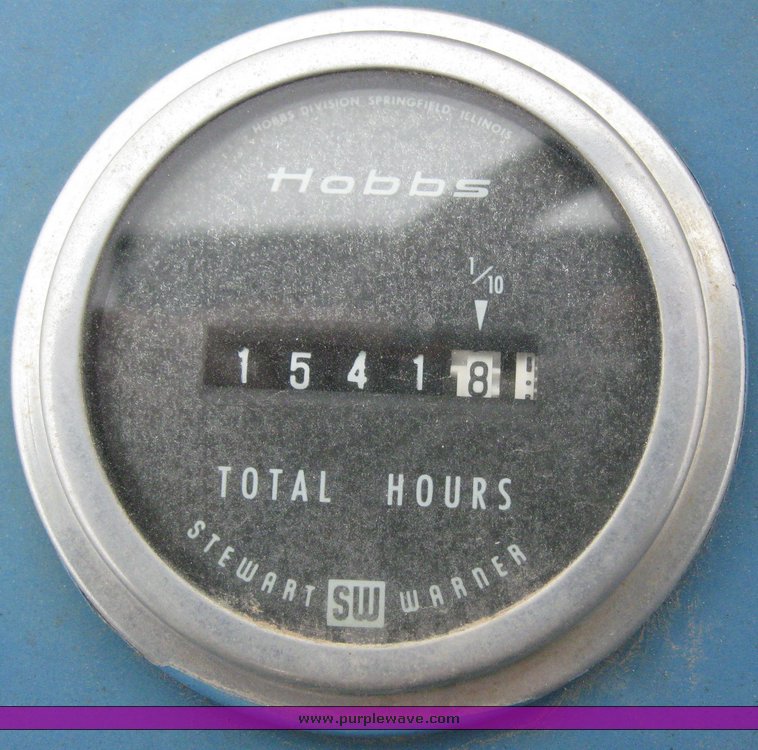 HOBBS DIVISION SPRINGFIELD, ILLINOIS
Hobbs
1/10
1 5 4 1 8
TOTAL HOURS
STEWART SW WARNER
www.purplewave.com